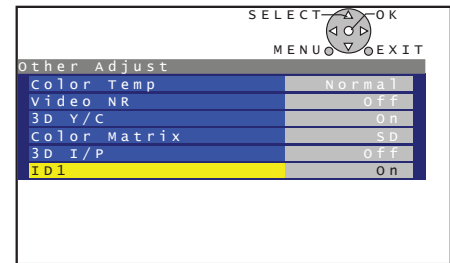 SELECT OK
MENU EXIT
Other Adjust
Color Temp Normal
Video NR Off
3D Y/C On
Color Matrix SD
3D I/P Off
ID1 On